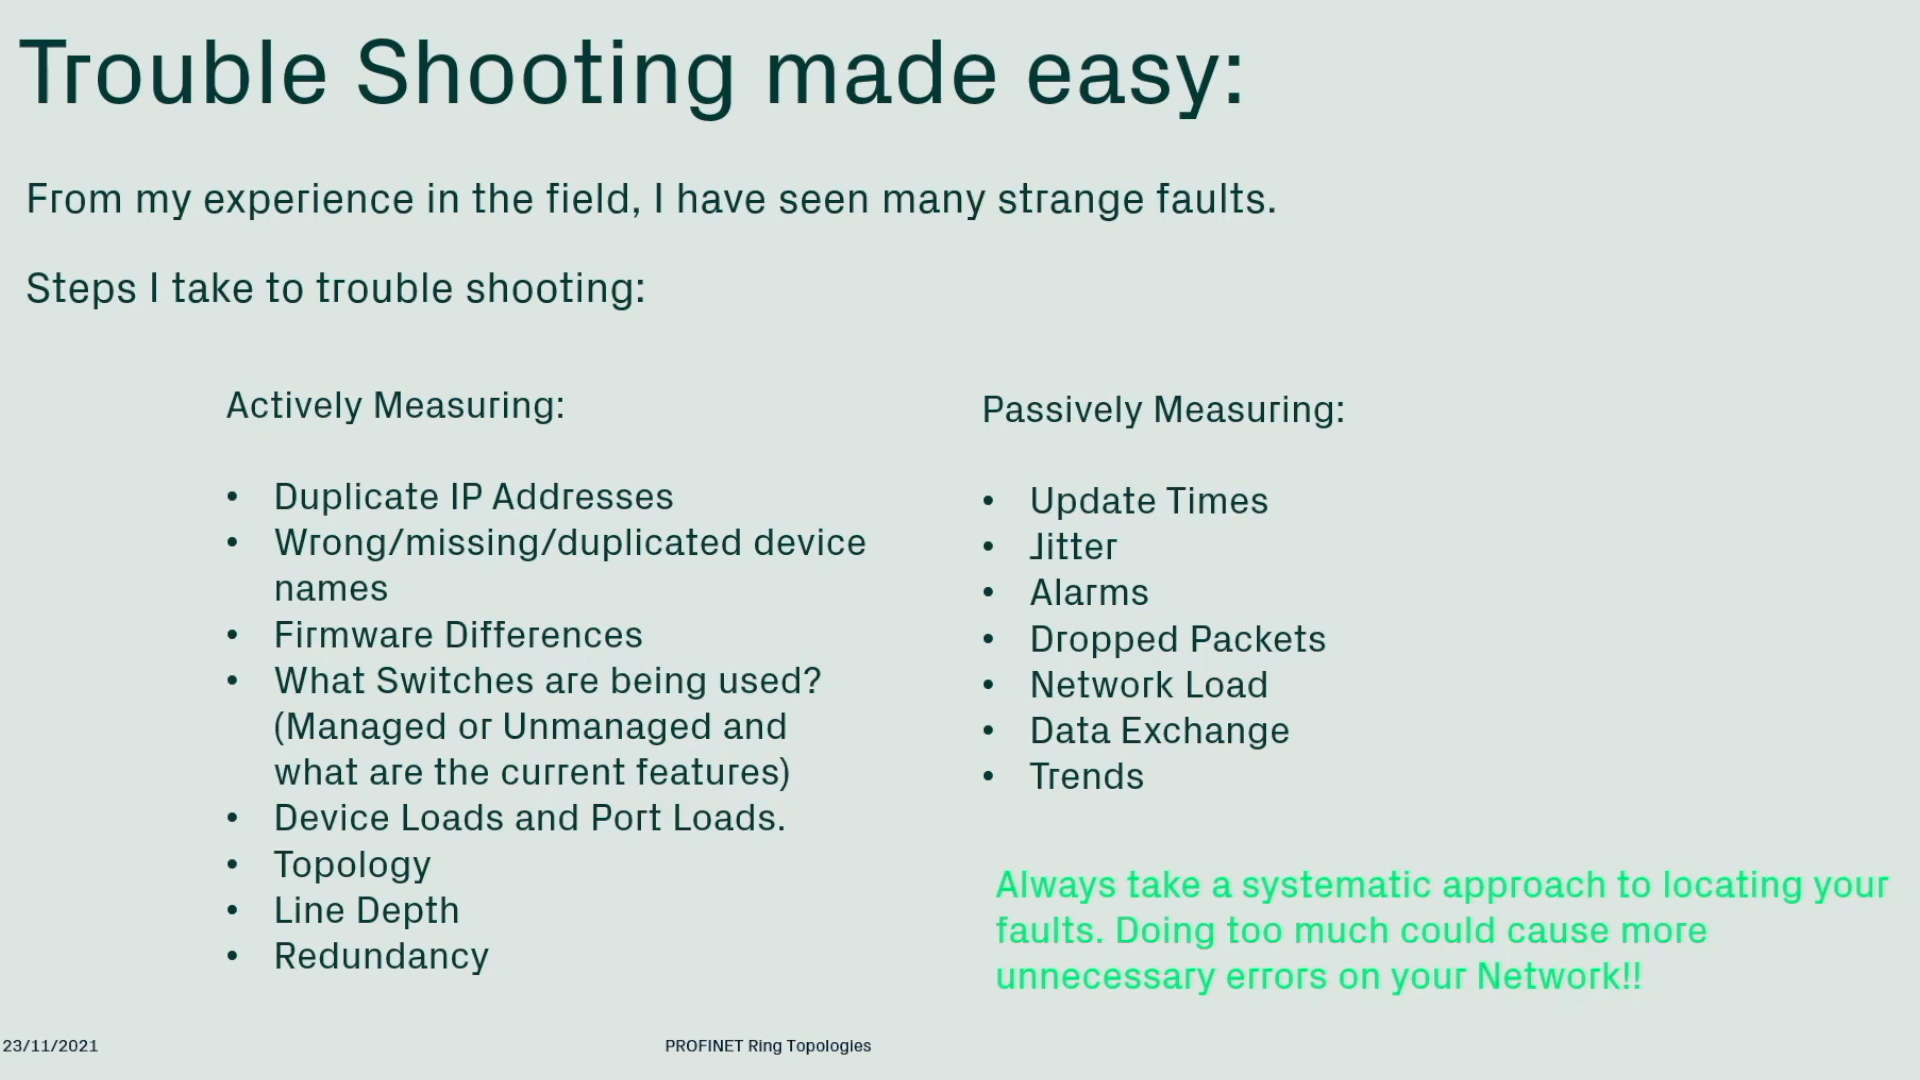 Trouble Shooting made easy:
From my experience in the field, I have seen many strange faults.
Steps I take to trouble shooting:
Actively Measuring:
• Duplicate IP Addresses
• Wrong/missing/duplicated device
names
• Firmware Differences
• What Switches are being used?
(Managed or Unmanaged and
what are the current features)
• Device Loads and Port Loads.
• Topology
• Line Depth
• Redundancy
Passively Measuring:
• Update Times
• Jitter
• Alarms
• Dropped Packets
• Network Load
• Data Exchange
• Trends
Always take a systematic approach to locating your
faults. Doing too much could cause more
unnecessary errors on your Network!!
23/11/2021
PROFINET Ring Topologies